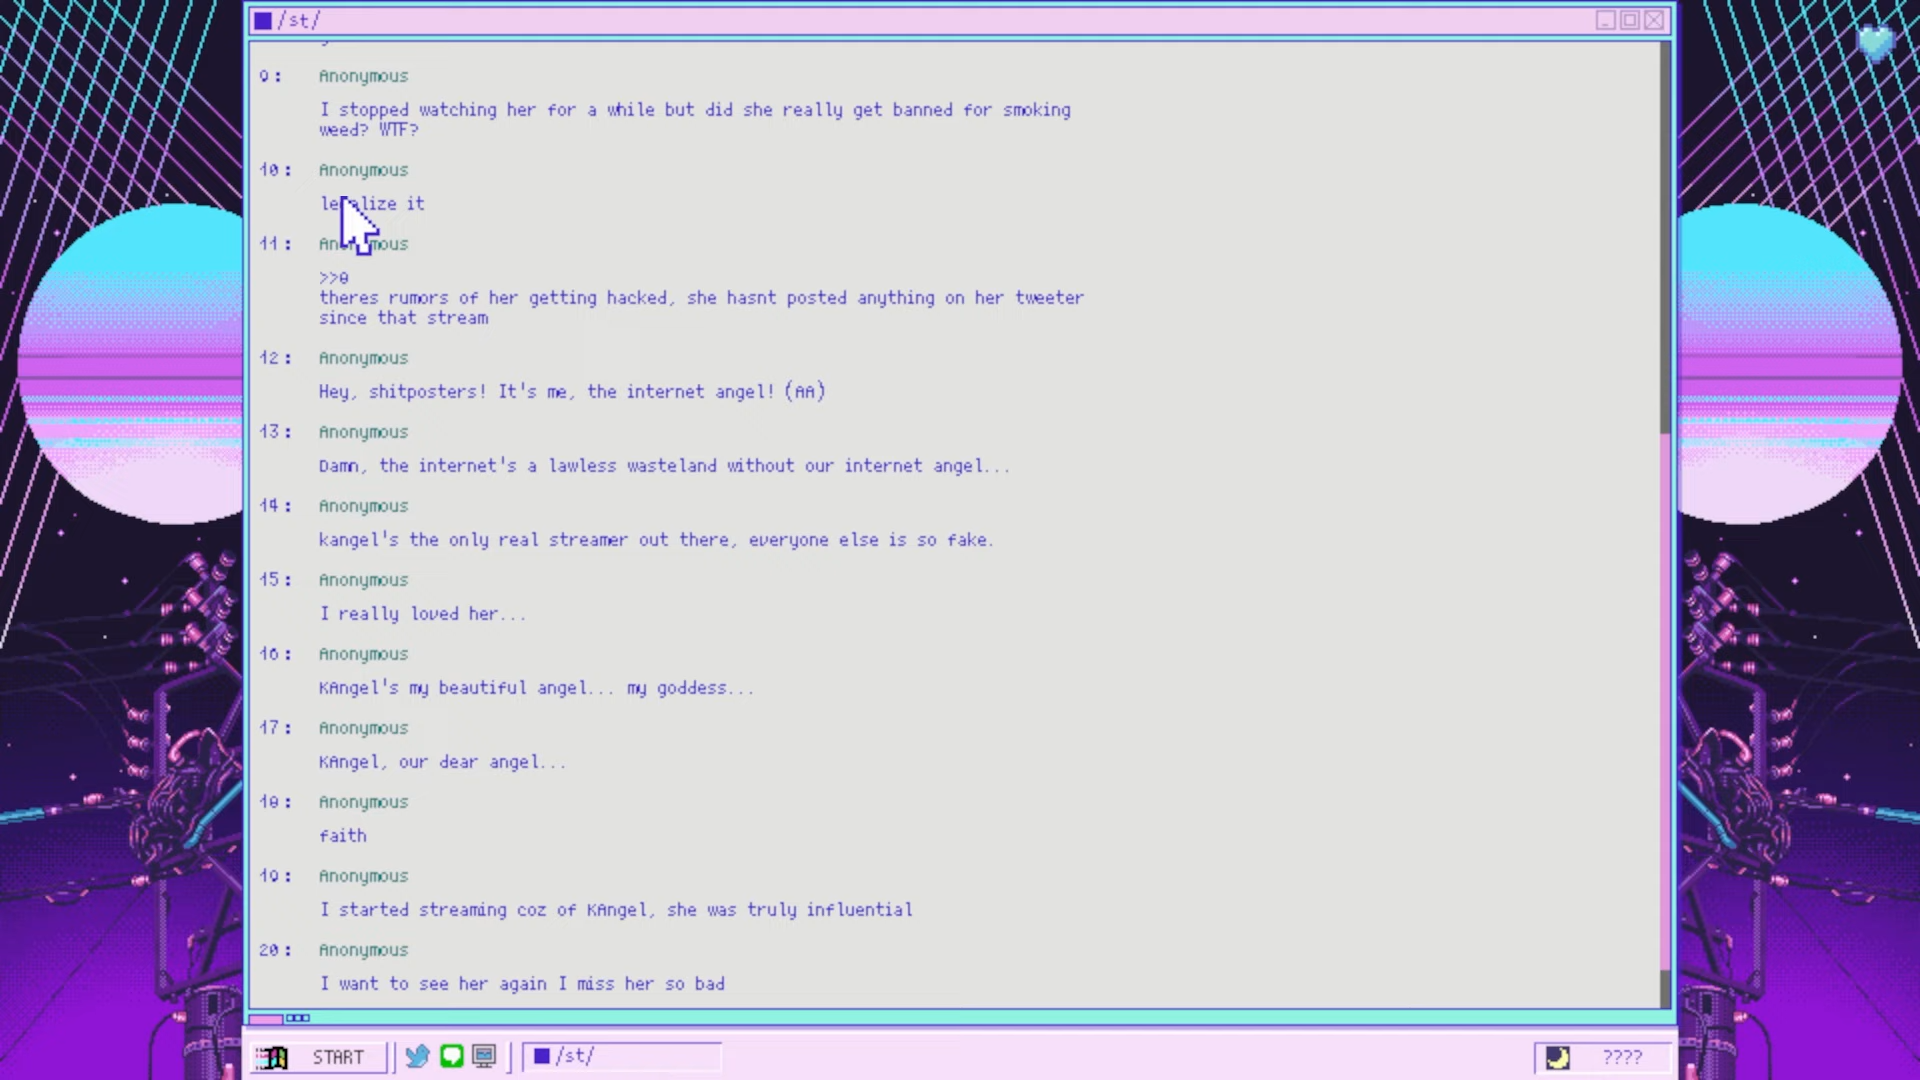 /st/
9: Anonymous
I stopped watching her for a while but did she really get banned for smoking
weed? WTF?
10: Anonymous
legalize it
11: Anonymous
>>8
theres rumors of her getting hacked, she hasnt posted anything on her tweeter
since that stream
12: Anonymous
Hey, shitposters! It's me, the internet angel! (AA)
13: Anonymous
Damn, the internet's a lawless wasteland without our internet angel...
14: Anonymous
kangel's the only real streamer out there, everyone else is so fake.
15: Anonymous
I really loved her...
16: Anonymous
KAngel's my beautiful angel... my goddess...
17: Anonymous
KAngel, our dear angel...
18: Anonymous
faith
19: Anonymous
I started streaming coz of KAngel, she was truly influential
20: Anonymous
I want to see her again I miss her so bad
START /st/ ????